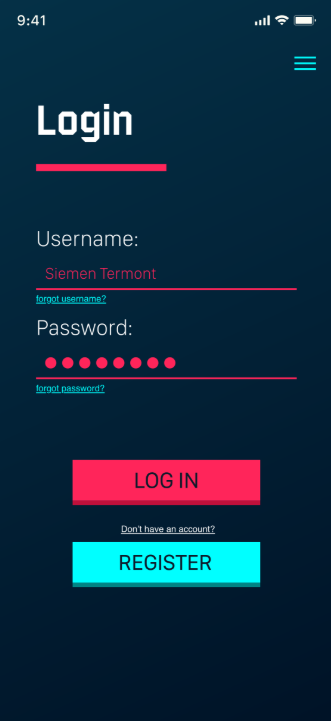 9:41
Login
Username:
Siemen Termont
forgot username?
Password:
forgot password?
LOG IN
Don't have an account?
REGISTER